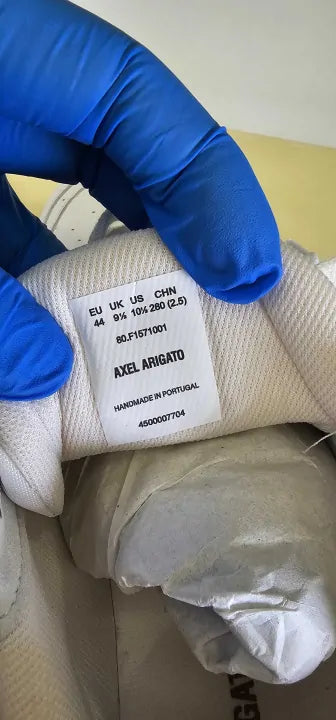 EU UK US CHN
44 9½ 10½ 280 (2.5)
80.F1571001
AXEL ARIGATO
HANDMADE IN PORTUGAL
4500007704